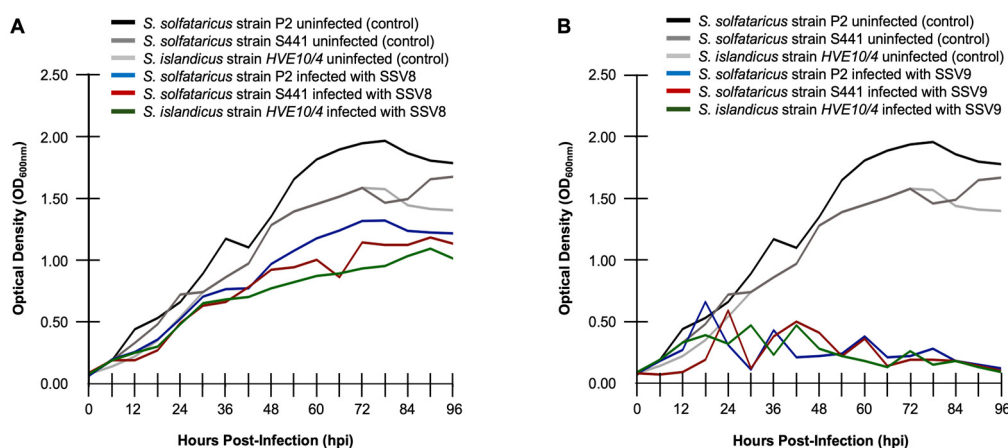 A
S. solfataricus strain P2 uninfected (control)
S. solfataricus strain S441 uninfected (control)
S. islandicus strain HVE10/4 uninfected (control)
S. solfataricus strain P2 infected with SSV8
S. solfataricus strain S441 infected with SSV8
S. islandicus strain HVE10/4 infected with SSV8
2.50
2.00
1.50
1.00
0.50
0.00
Optical Density (OD600nm)
0 12 24 36 48 60 72 84 96
Hours Post-Infection (hpi)
B
S. solfataricus strain P2 uninfected (control)
S. solfataricus strain S441 uninfected (control)
S. islandicus strain HVE10/4 uninfected (control)
S. solfataricus strain P2 infected with SSV9
S. solfataricus strain S441 infected with SSV9
S. islandicus strain HVE10/4 infected with SSV9
2.50
2.00
1.50
1.00
0.50
0.00
Optical Density (OD600nm)
0 12 24 36 48 60 72 84 96
Hours Post-Infection (hpi)